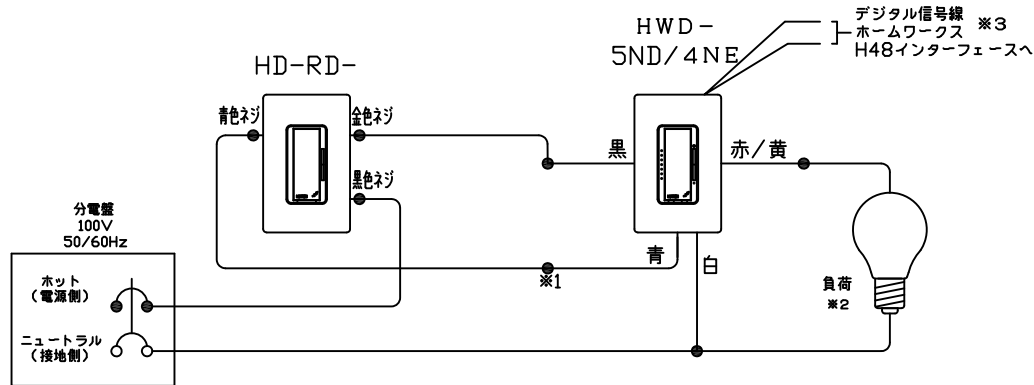 デジタル信号線 ※3
ホームワークス
H48インターフェースへ
HWD-
5ND/4NE
HD-RD-
青色ネジ
金色ネジ
黒
赤/黄
黒色ネジ
分電盤
100V
50/60Hz
青
白
※1
ホット
(電源側)
負荷
※2
ニュートラル
(接地側)